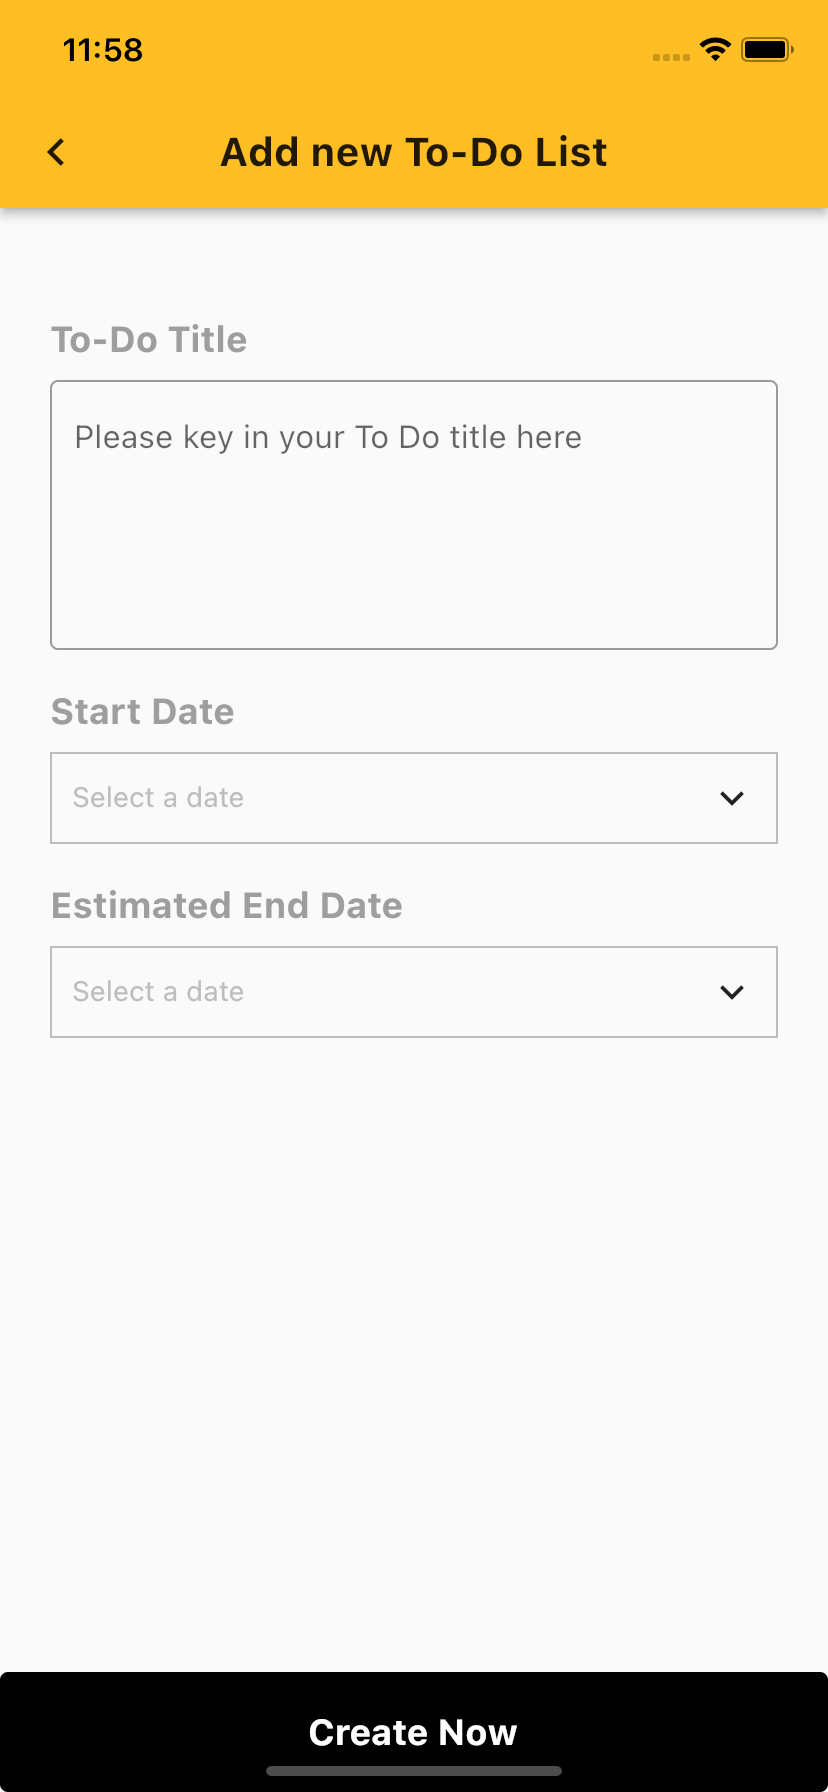 11:58
Add new To-Do List
To-Do Title
Please key in your To Do title here
Start Date
Select a date
Estimated End Date
Select a date
Create Now